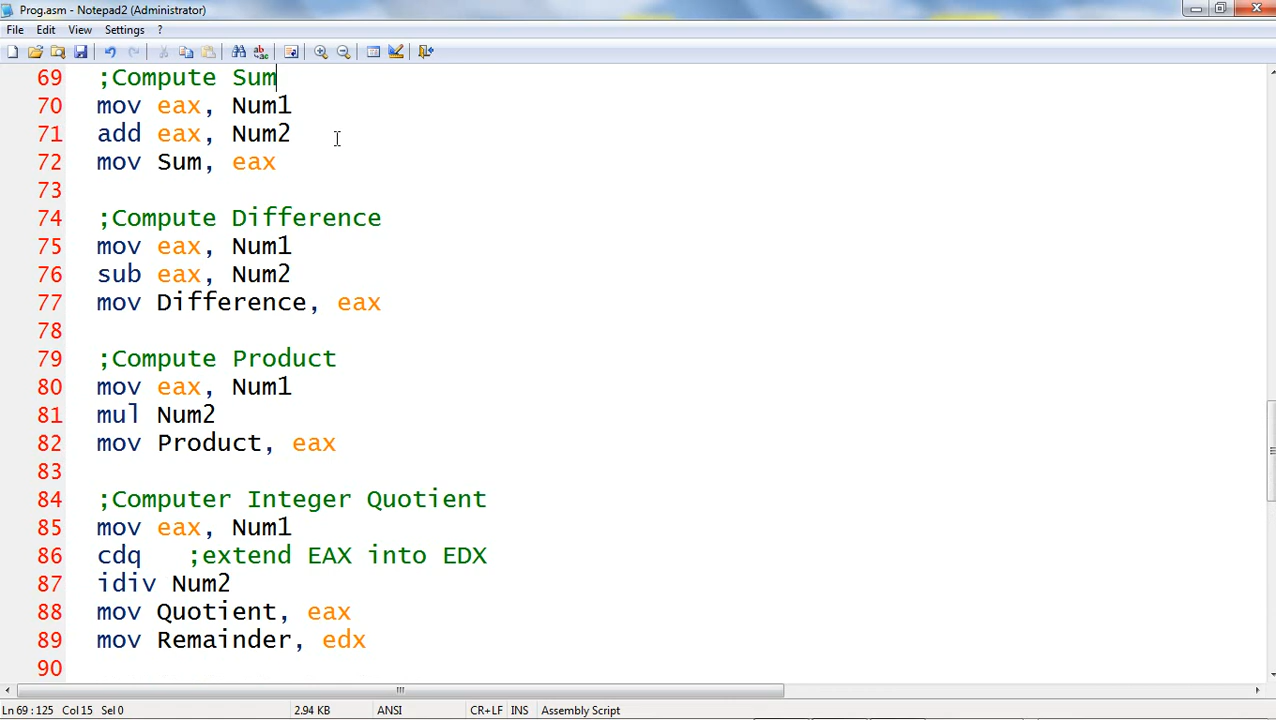 Prog.asm - Notepad2 (Administrator)
File Edit View Settings ?
69 ;Compute Sum
70 mov eax, Num1
71 add eax, Num2
72 mov Sum, eax
73
74 ;Compute Difference
75 mov eax, Num1
76 sub eax, Num2
77 mov Difference, eax
78
79 ;Compute Product
80 mov eax, Num1
81 mul Num2
82 mov Product, eax
83
84 ;Computer Integer Quotient
85 mov eax, Num1
86 cdq ;extend EAX into EDX
87 idiv Num2
88 mov Quotient, eax
89 mov Remainder, edx
90
Ln 69 : 125 Col 15 Sel 0 2.94 KB ANSI CR+LF INS Assembly Script